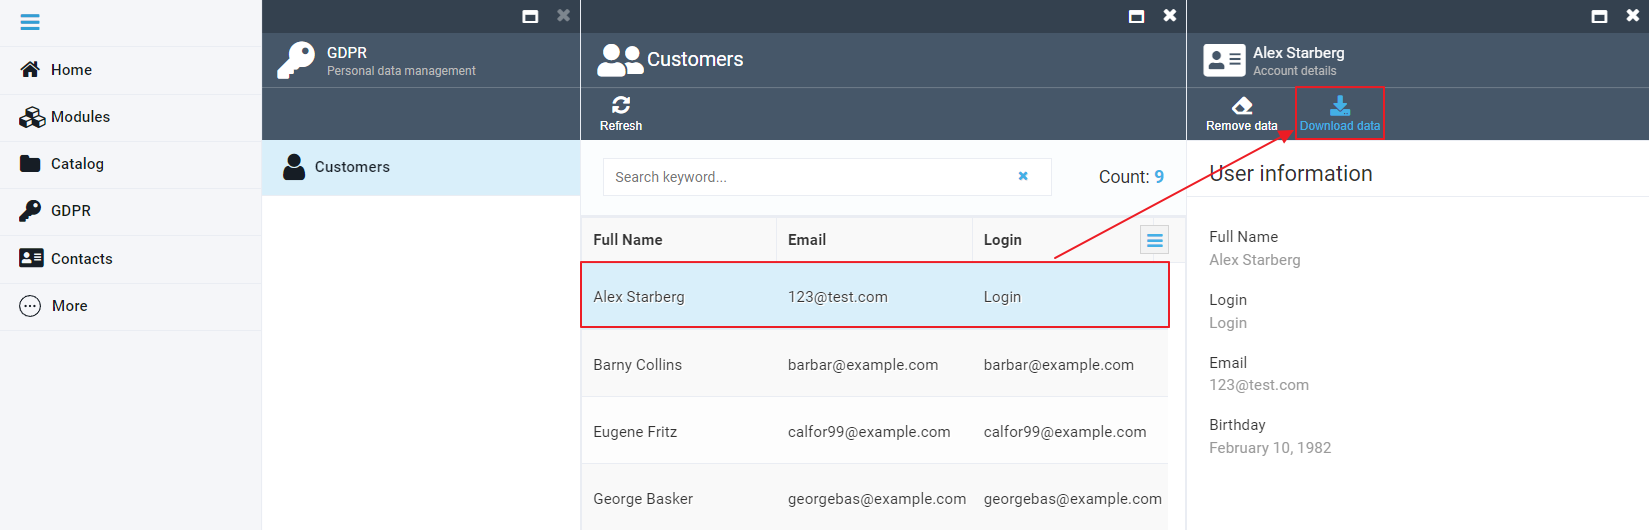 Home
Modules
Catalog
GDPR
Contacts
More
GDPR
Personal data management
Customers
Customers
Refresh
Search keyword...
Count: 9
Full Name Email Login
Alex Starberg 123@test.com Login
Barny Collins barbar@example.com barbar@example.com
Eugene Fritz calfor99@example.com calfor99@example.com
George Basker georgebas@example.com georgebas@example.com
Alex Starberg
Account details
Remove data Download data
User information
Full Name
Alex Starberg
Login
Login
Email
123@test.com
Birthday
February 10, 1982